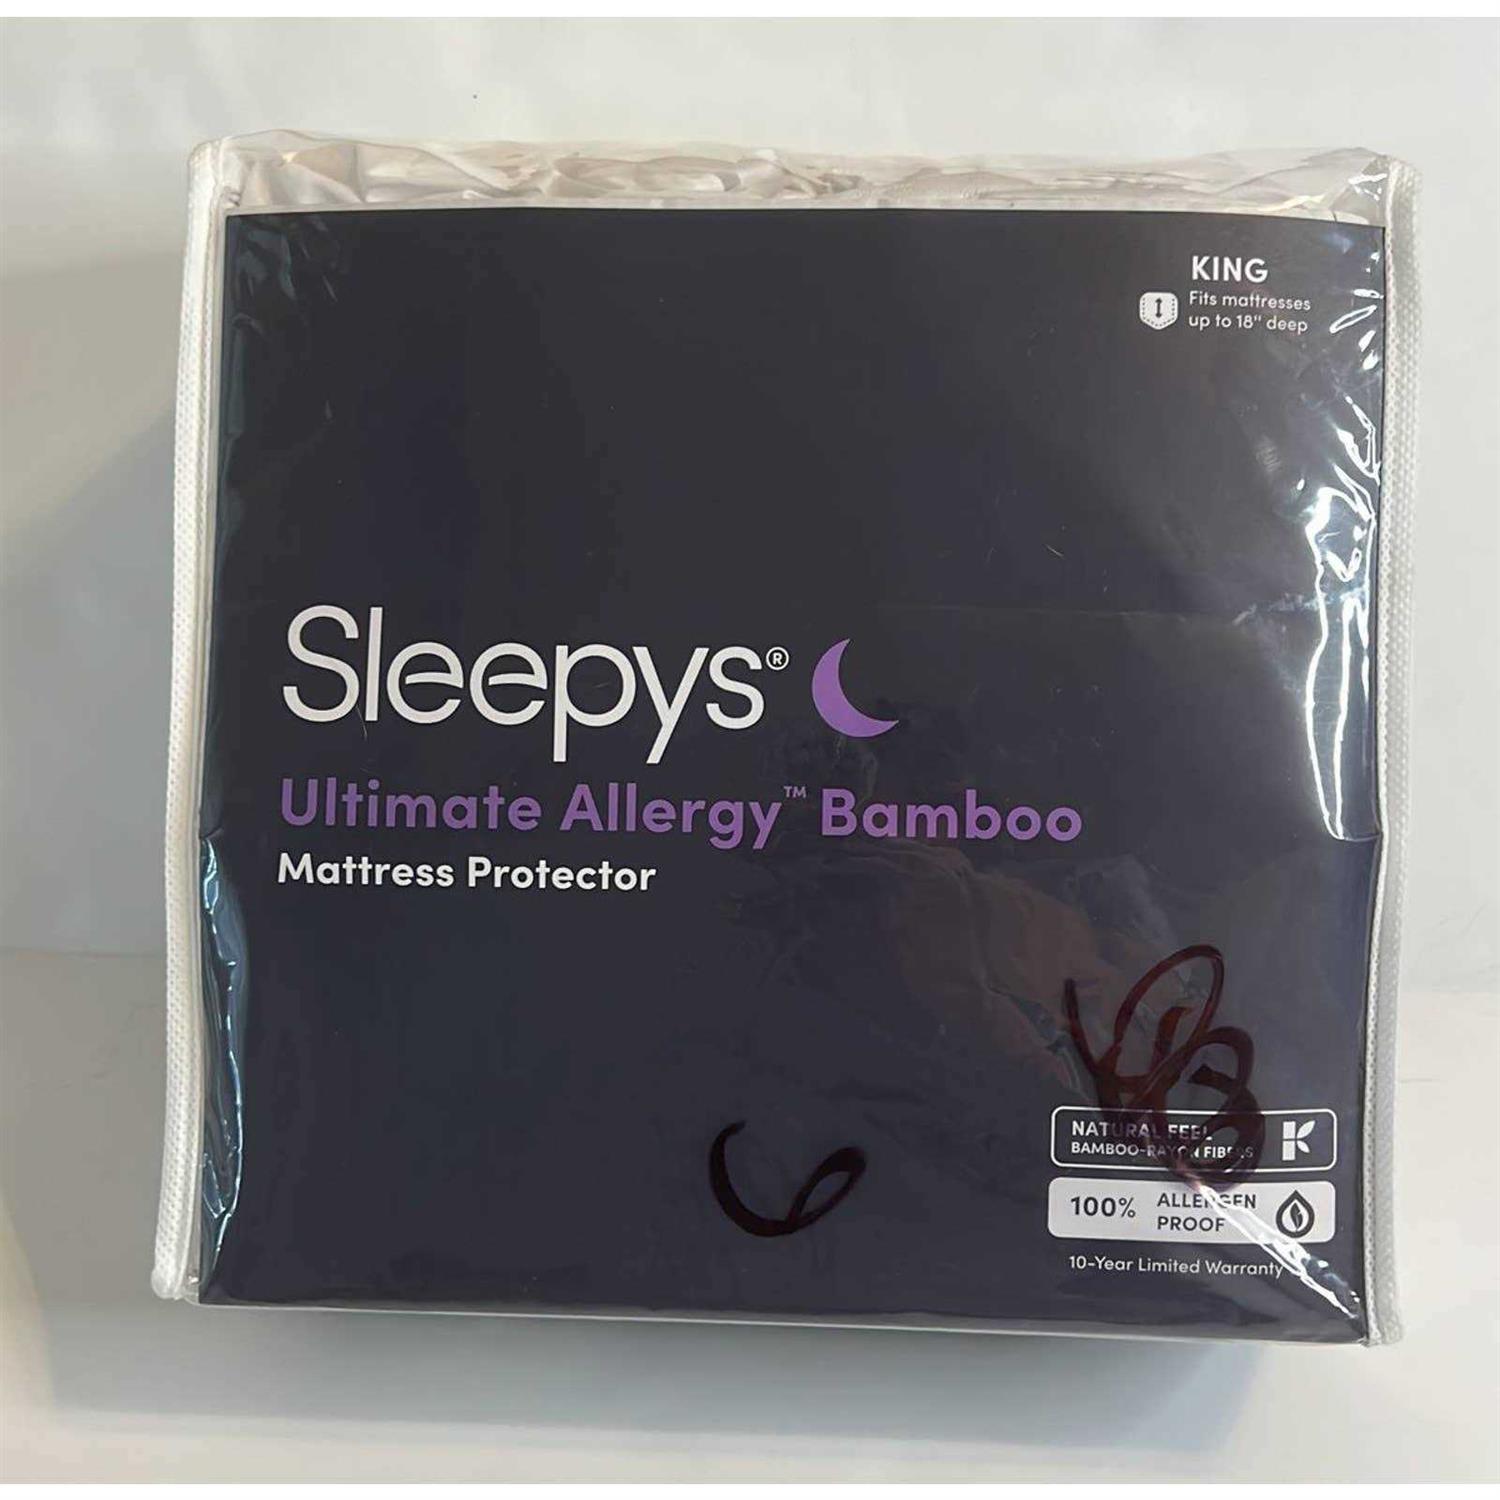 KING
Fits mattresses
up to 18" deep
Sleepys®
Ultimate Allergy™ Bamboo
Mattress Protector
NATURAL FEEL
BAMBOO-RAYON FIBERS
100% ALLERGEN
PROOF
10-Year Limited Warranty